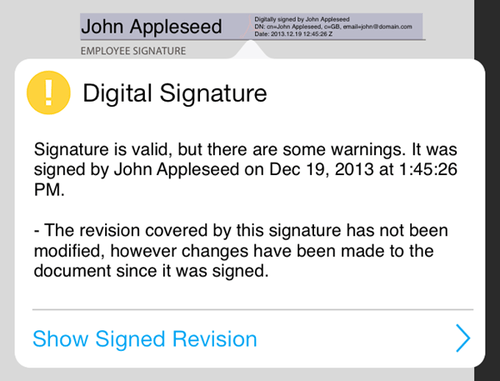 John Appleseed
Digitally signed by John Appleseed
DN: cn=John Appleseed, c=GB, email=john@domain.com
Date: 2013.12.19 12:45:26 Z
EMPLOYEE SIGNATURE
!
Digital Signature
Signature is valid, but there are some warnings. It was
signed by John Appleseed on Dec 19, 2013 at 1:45:26
PM.
- The revision covered by this signature has not been
modified, however changes have been made to the
document since it was signed.
Show Signed Revision